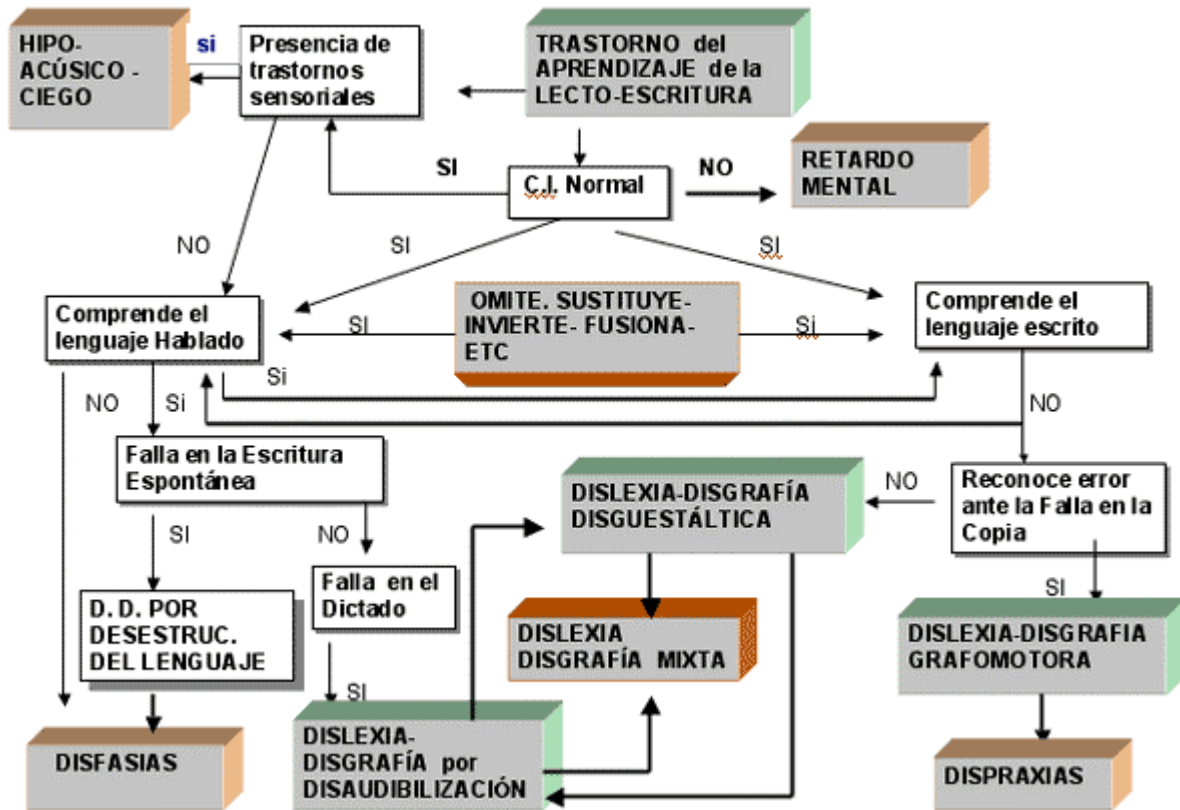 HIPO-
ACÚSICO -
CIEGO
si
Presencia de
trastornos
sensoriales
TRASTORNO del
APRENDIZAJE de la
LECTO-ESCRITURA
SI
C.I. Normal
NO
RETARDO
MENTAL
NO
SI
SI
Comprende el
lenguaje Hablado
SI
OMITE. SUSTITUYE-
INVIERTE- FUSIONA-
ETC
Si
Comprende el
lenguaje escrito
Si
NO
Si
NO
Falla en la Escritura
Espontánea
DISLEXIA-DISGRAFÍA
DISGUESTÁLTICA
NO
Reconoce error
ante la Falla en la
Copia
SI
NO
Falla en el
Dictado
SI
D. D. POR
DESESTRUC.
DEL LENGUAJE
DISLEXIA
DISGRAFÍA MIXTA
DISLEXIA-DISGRAFIA
GRAFOMOTORA
SI
DISFASIAS
DISLEXIA-
DISGRAFÍA por
DISAUDIBILIZACIÓN
DISPRAXIAS